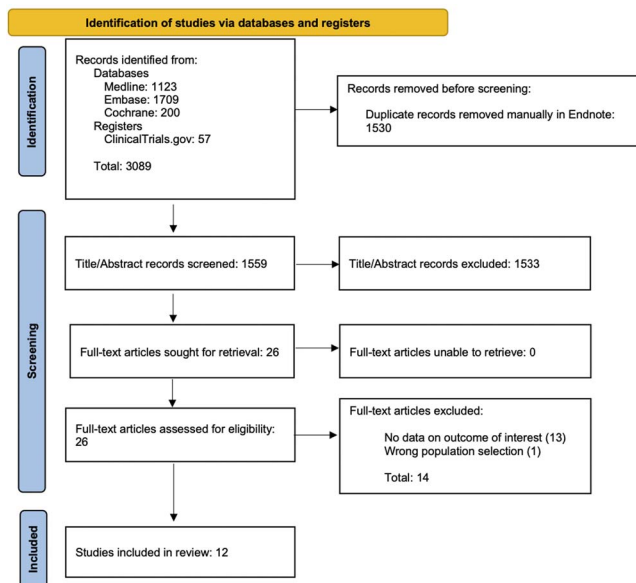 Identification of studies via databases and registers
Identification
Records identified from:
Databases
Medline: 1123
Embase: 1709
Cochrane: 200
Registers
ClinicalTrials.gov: 57
Total: 3089
Records removed before screening:
Duplicate records removed manually in Endnote:
1530
Screening
Title/Abstract records screened: 1559
Title/Abstract records excluded: 1533
Full-text articles sought for retrieval: 26
Full-text articles unable to retrieve: 0
Full-text articles assessed for eligibility:
26
Full-text articles excluded:
No data on outcome of interest (13)
Wrong population selection (1)
Total: 14
Included
Studies included in review: 12